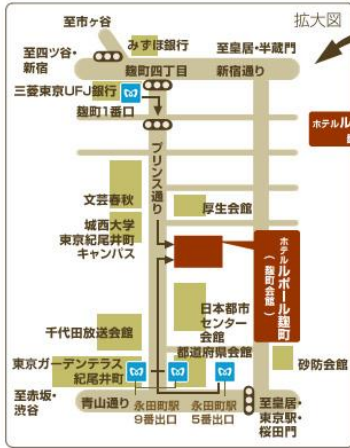 至市ヶ谷
拡大図
みずほ銀行
至四ツ谷・
新宿
至皇居・半蔵門
麹町四丁目
新宿通り
三菱東京UFJ銀行
麹町1番口
ホテルル
プリンス通り
文芸春秋
厚生会館
城西大学
東京紀尾井町
キャンパス
ホテルルポール麹町
(麹町会館)
日本都市
センター
会館
千代田放送会館
都道府県会館
東京ガーデンテラス
紀尾井町
砂防会館
至赤坂・
渋谷
青山通り
永田町駅
9番出口
永田町駅
5番出口
至皇居・
東京駅・
桜田門